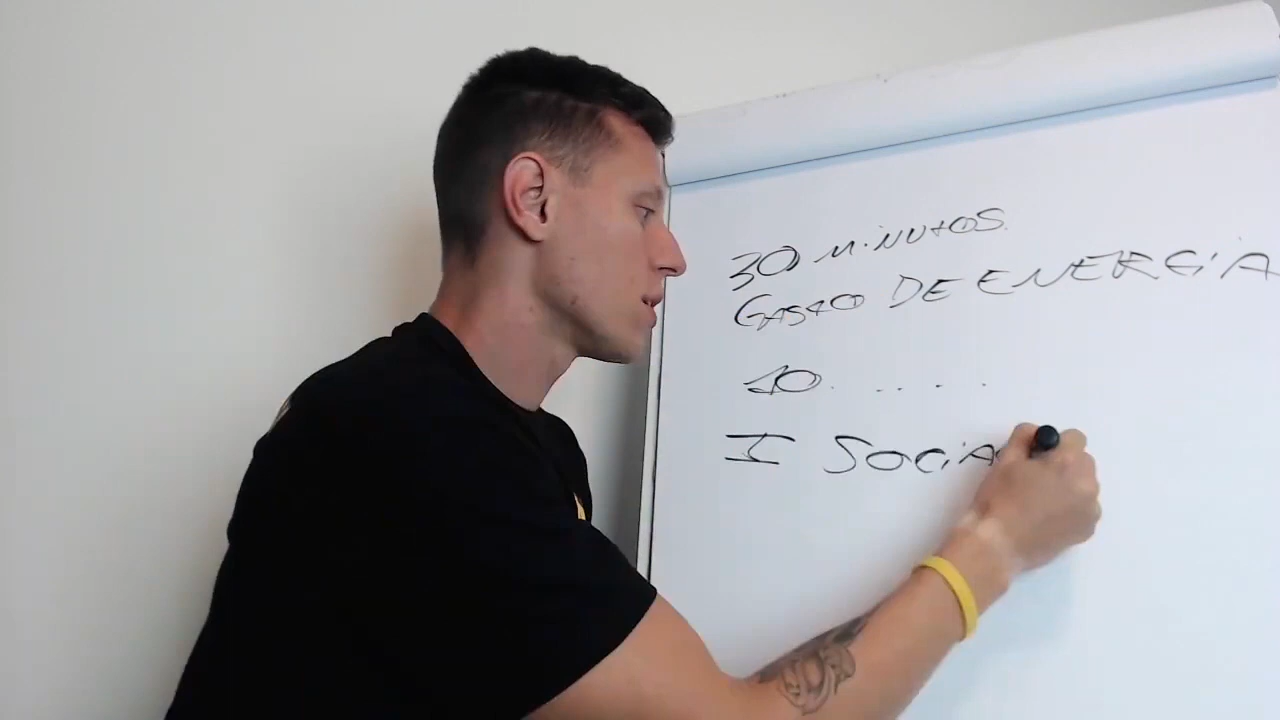 30 MINUTOS.
GASTO DE ENERGIA
10. . . . .
I SOCIA